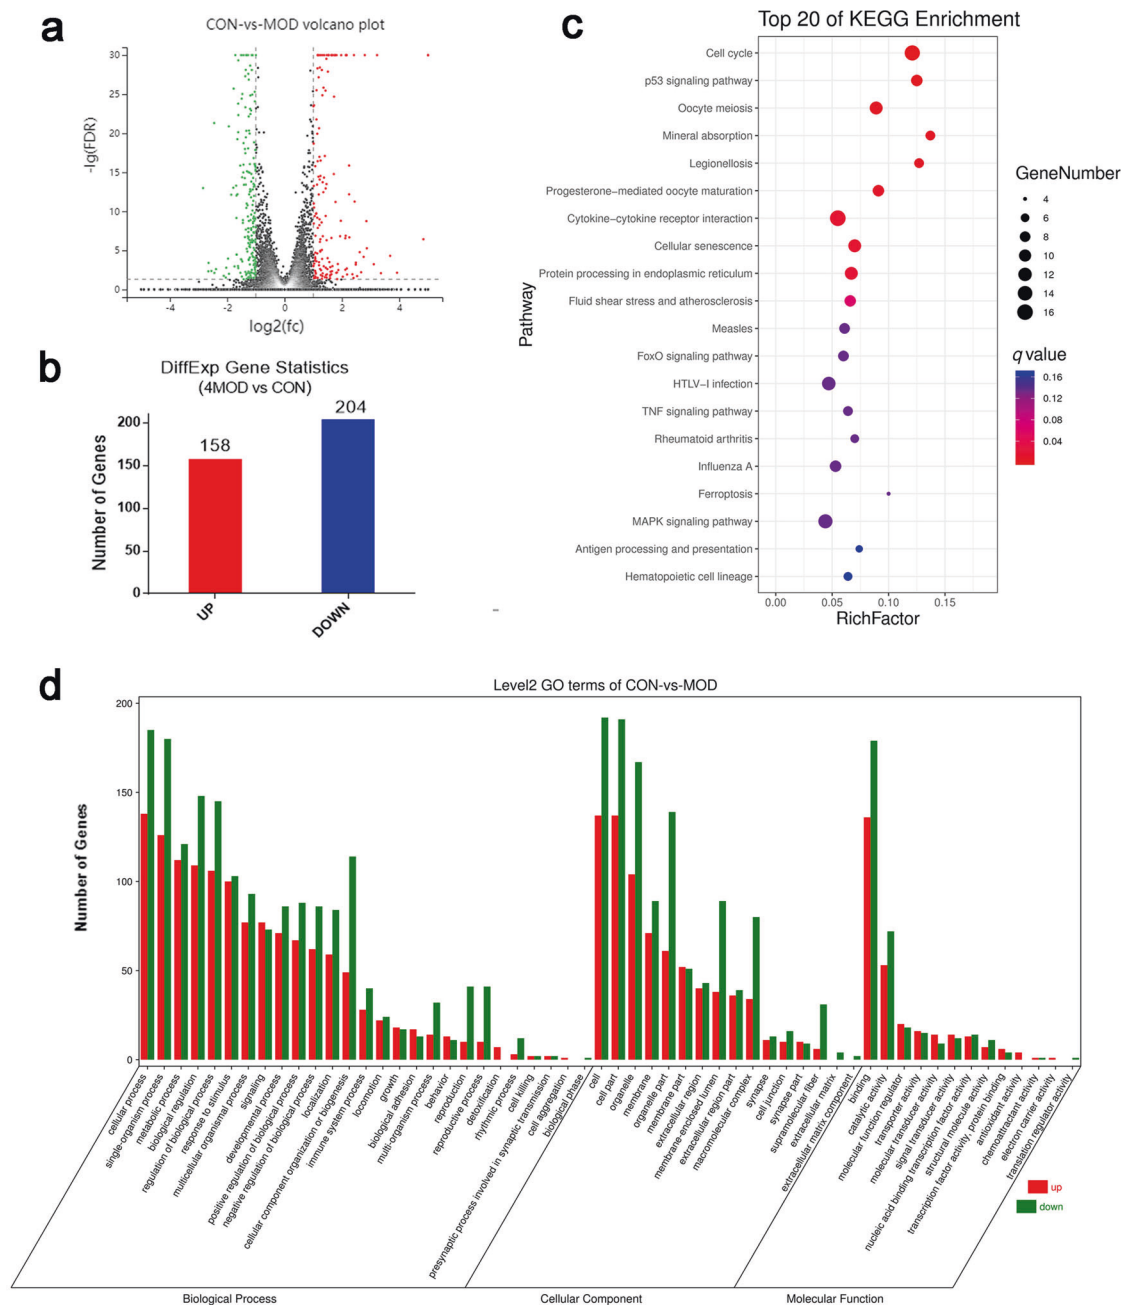 a
CON-vs-MOD volcano plot
-lg(FDR)
30
25
20
15
10
5
0
-4
-2
0
2
4
log2(fc)
b
DiffExp Gene Statistics
(4MOD vs CON)
Number of Genes
200
150
100
50
0
158
204
UP
DOWN
c
Top 20 of KEGG Enrichment
Pathway
Cell cycle
p53 signaling pathway
Oocyte meiosis
Mineral absorption
Legionellosis
Progesterone−mediated oocyte maturation
Cytokine−cytokine receptor interaction
Cellular senescence
Protein processing in endoplasmic reticulum
Fluid shear stress and atherosclerosis
Measles
FoxO signaling pathway
HTLV−I infection
TNF signaling pathway
Rheumatoid arthritis
Influenza A
Ferroptosis
MAPK signaling pathway
Antigen processing and presentation
Hematopoietic cell lineage
0.00
0.05
0.10
0.15
RichFactor
GeneNumber
4
6
8
10
12
14
16
q value
0.16
0.12
0.08
0.04
d
Level2 GO terms of CON-vs-MOD
Number of Genes
200
150
100
50
0
cellular process
single-organism process
metabolic process
biological regulation
regulation of biological process
response to stimulus
multicellular organismal process
signaling
developmental process
positive regulation of biological process
negative regulation of biological process
localization
cellular component organization or biogenesis
immune system process
locomotion
growth
biological adhesion
multi-organism process
behavior
reproduction
reproductive process
detoxification
rhythmic process
cell killing
presynaptic process involved in synaptic transmission
cell aggregation
biological phase
cell
cell part
organelle
membrane
organelle part
membrane part
extracellular region
membrane-enclosed lumen
extracellular region part
macromolecular complex
synapse
cell junction
synapse part
supramolecular fiber
extracellular matrix
extracellular matrix component
binding
catalytic activity
molecular function regulator
transporter activity
molecular transducer activity
signal transducer activity
nucleic acid binding transcription factor activity
structural molecule activity
transcription factor activity, protein binding
antioxidant activity
chemoattractant activity
electron carrier activity
translation regulator activity
up
down
Biological Process
Cellular Component
Molecular Function